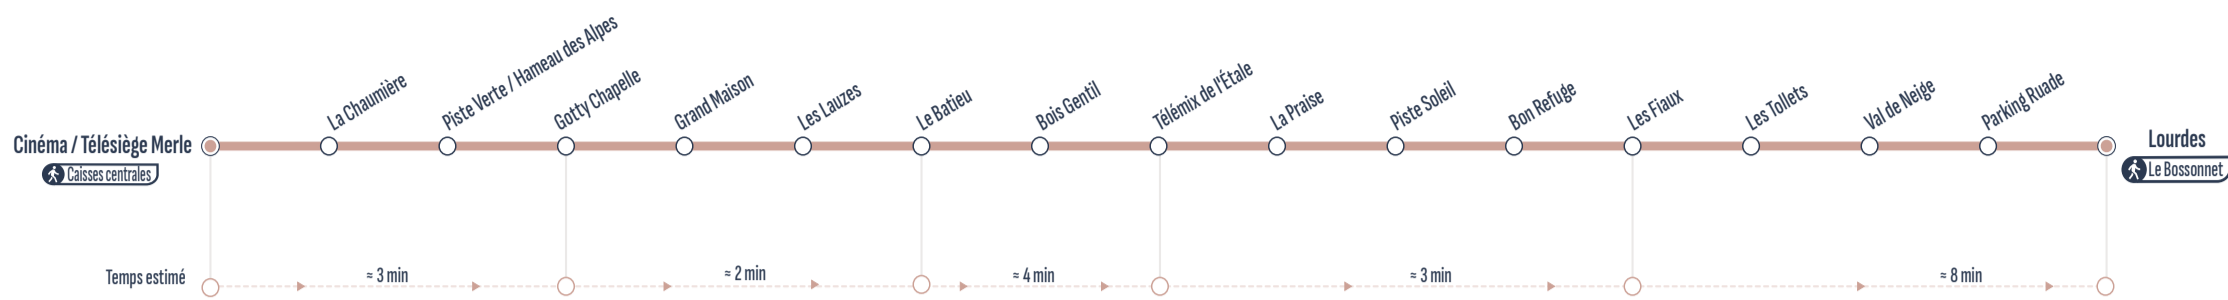 Cinéma / Télésiège Merle
Caisses centrales
La Chaumière
Piste Verte / Hameau des Alpes
Gotty Chapelle
Grand Maison
Les Lauzes
Le Batieu
Bois Gentil
Télémix de l'Étale
La Praise
Piste Soleil
Bon Refuge
Les Fiaux
Les Tollets
Val de Neige
Parking Ruade
Lourdes
Le Bossonnet
Temps estimé
≈ 3 min
≈ 2 min
≈ 4 min
≈ 3 min
≈ 8 min